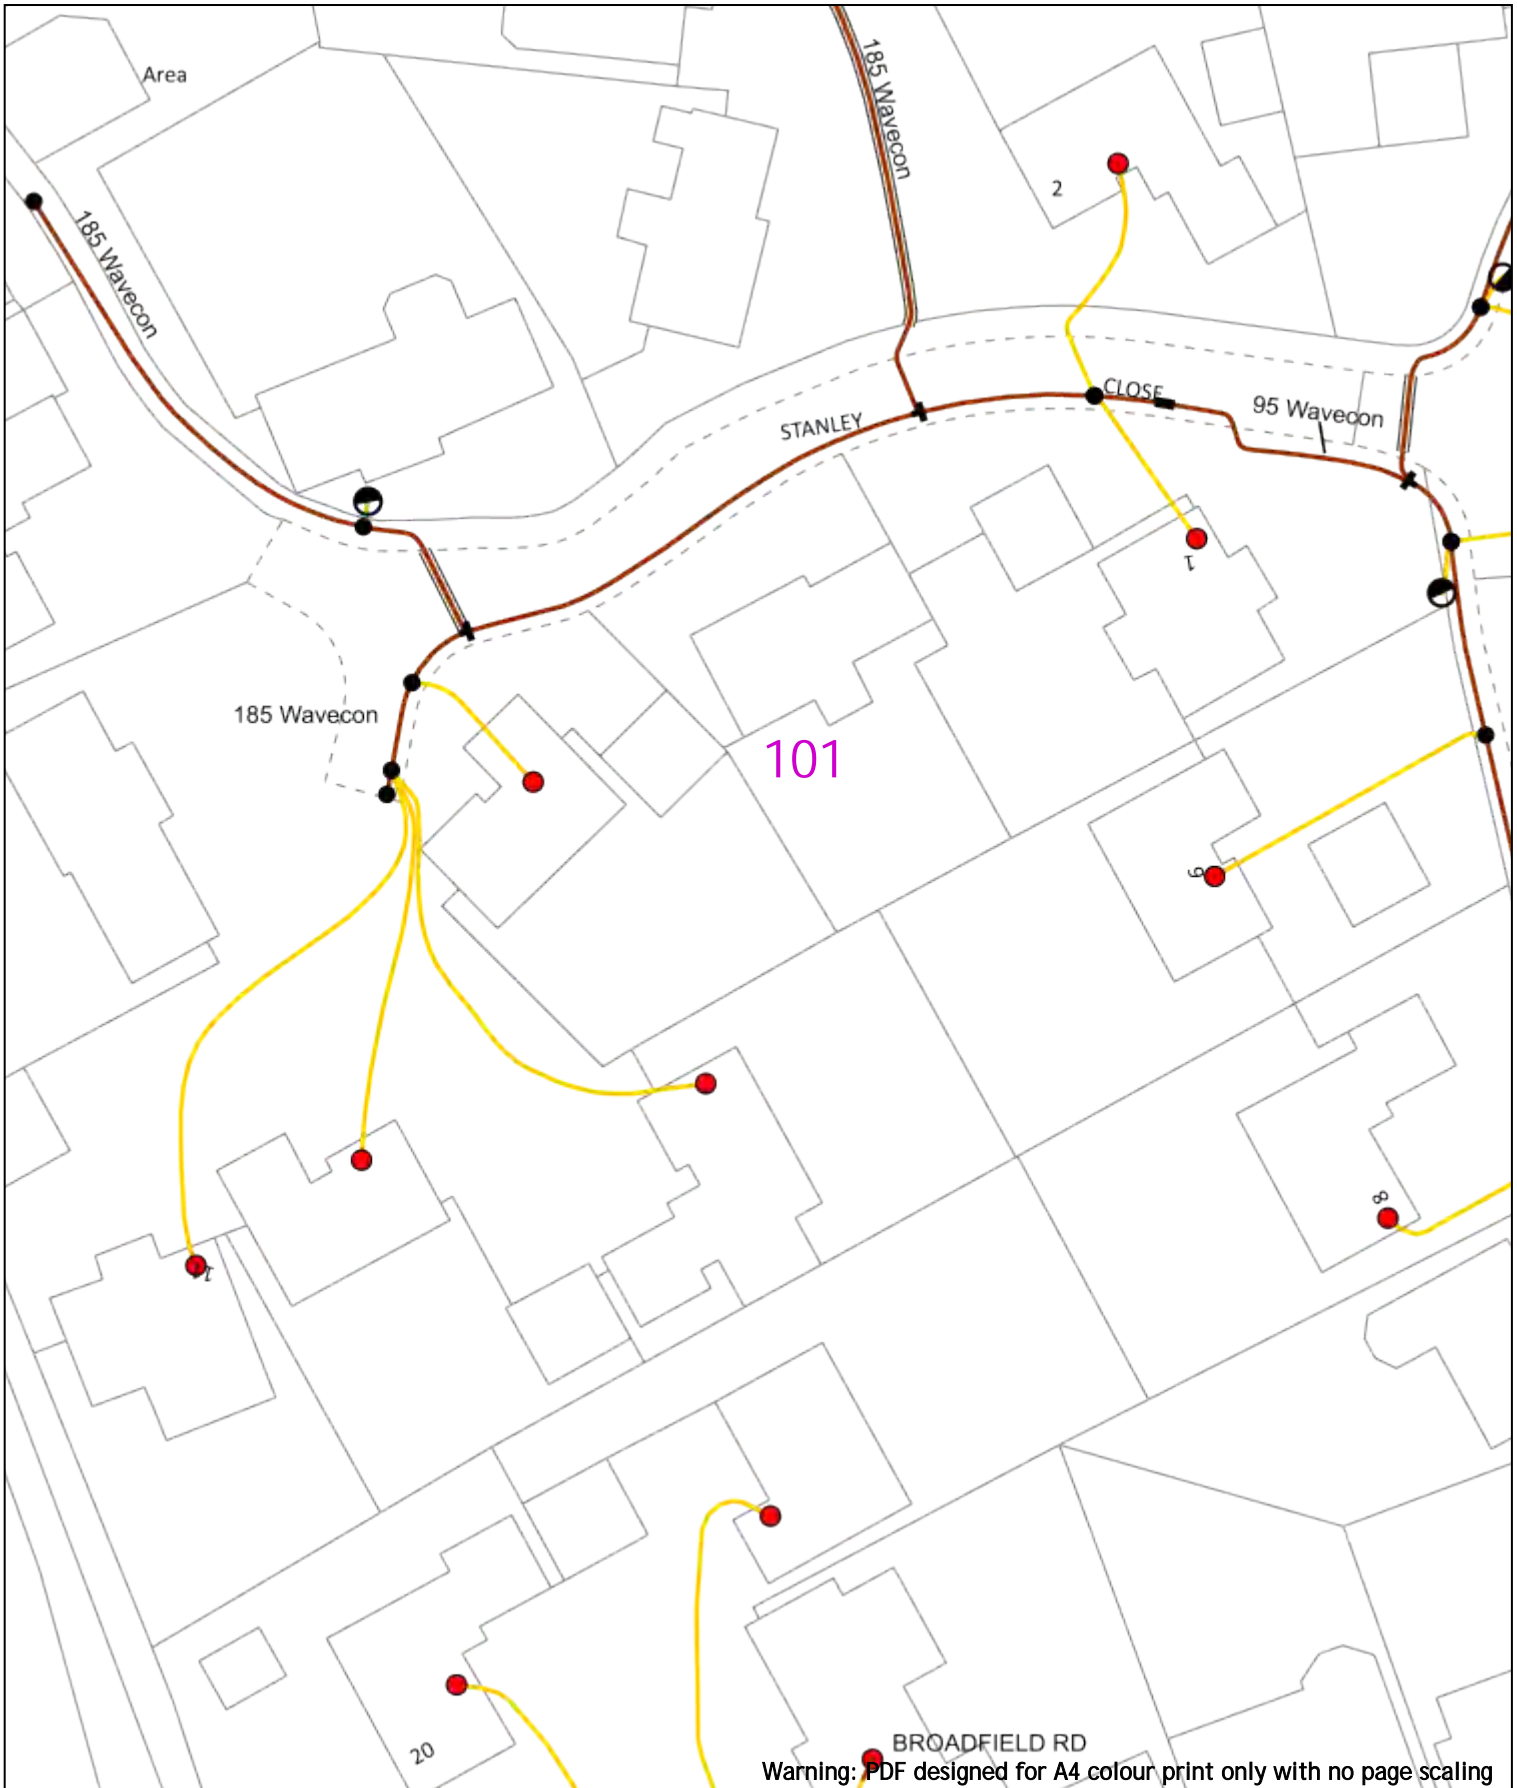 Area
185 Wavecon
185 Wavecon
2
CLOSE
95 Wavecon
STANLEY
1
185 Wavecon
101
9
8
20
BROADFIELD RD
Warning: PDF designed for A4 colour print only with no page scaling